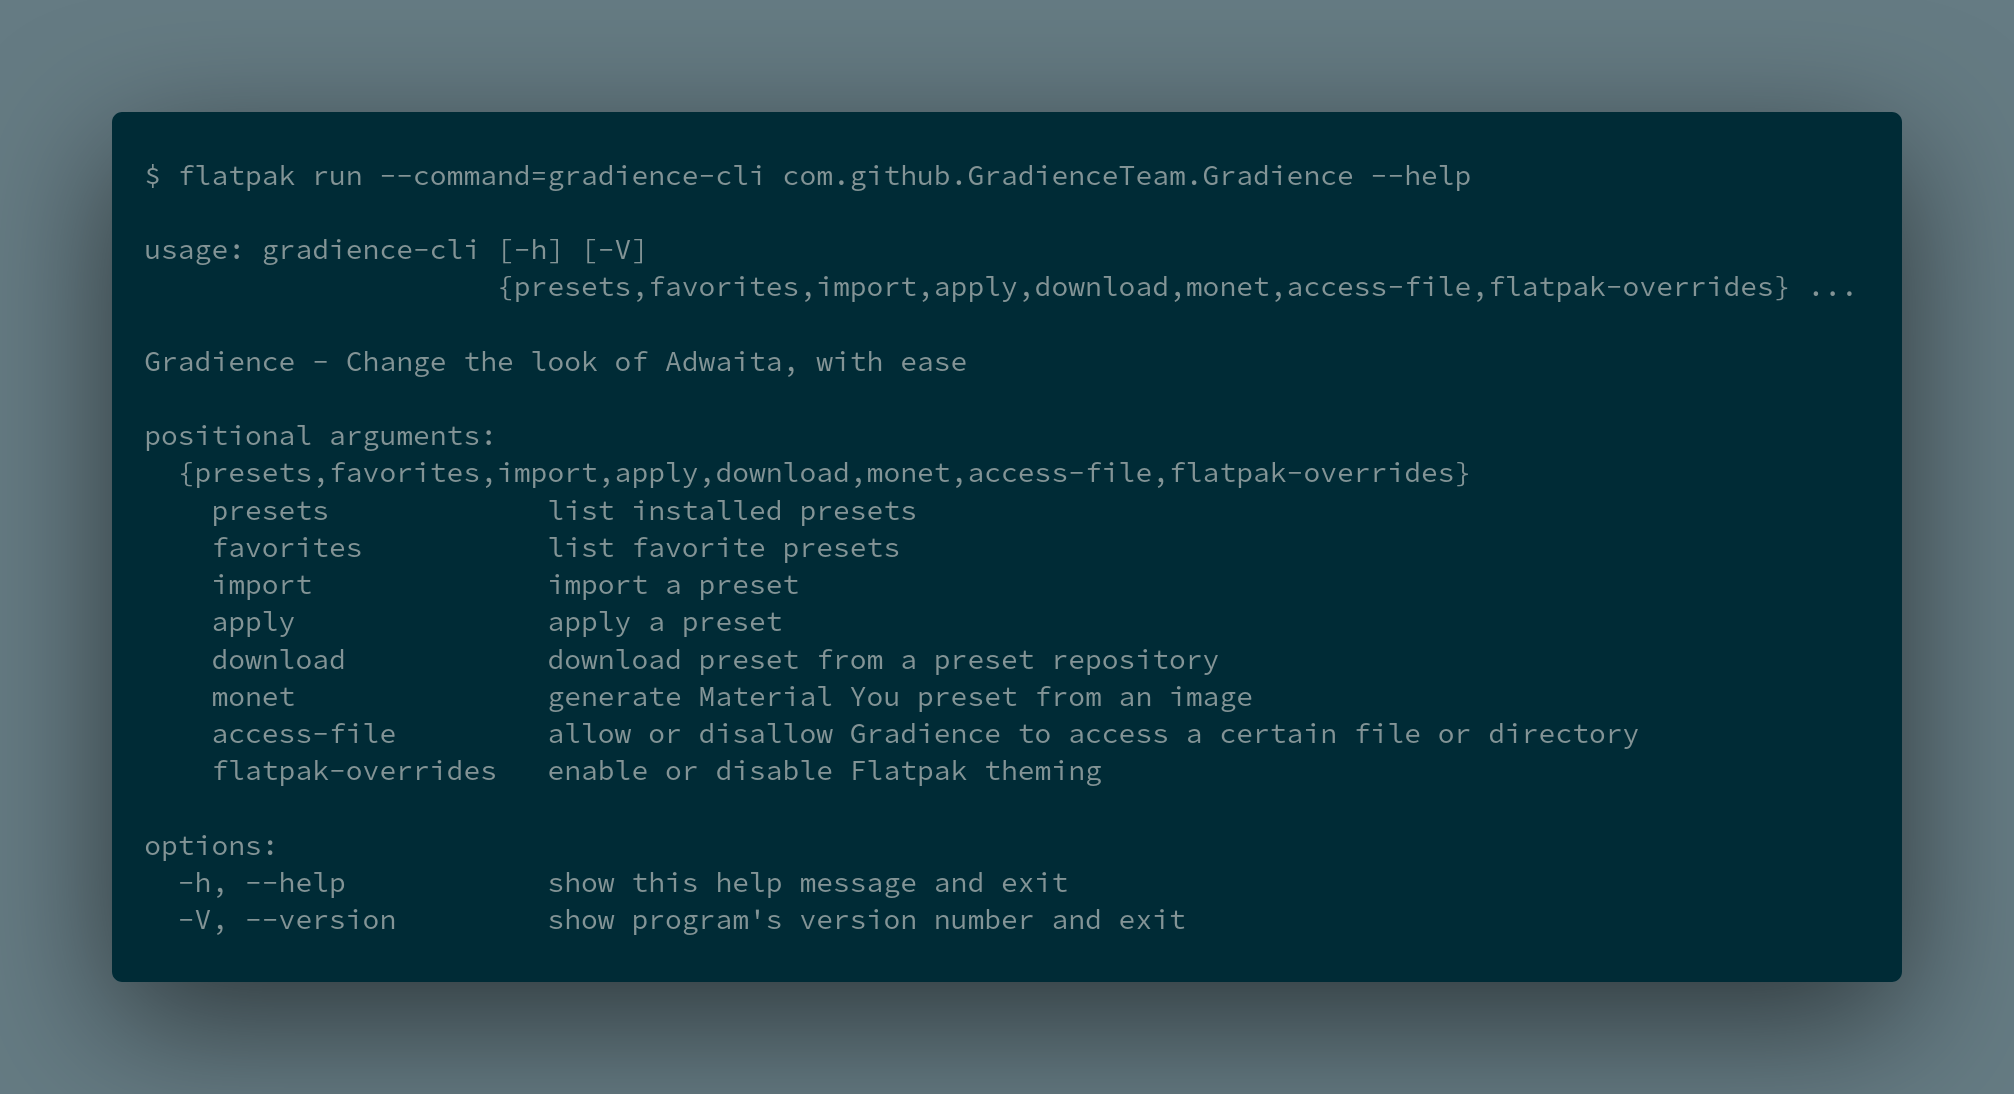 $ flatpak run --command=gradience-cli com.github.GradienceTeam.Gradience --help
usage: gradience-cli [-h] [-V]
{presets,favorites,import,apply,download,monet,access-file,flatpak-overrides} ...
Gradience - Change the look of Adwaita, with ease
positional arguments:
{presets,favorites,import,apply,download,monet,access-file,flatpak-overrides}
presets list installed presets
favorites list favorite presets
import import a preset
apply apply a preset
download download preset from a preset repository
monet generate Material You preset from an image
access-file allow or disallow Gradience to access a certain file or directory
flatpak-overrides enable or disable Flatpak theming
options:
-h, --help show this help message and exit
-V, --version show program's version number and exit